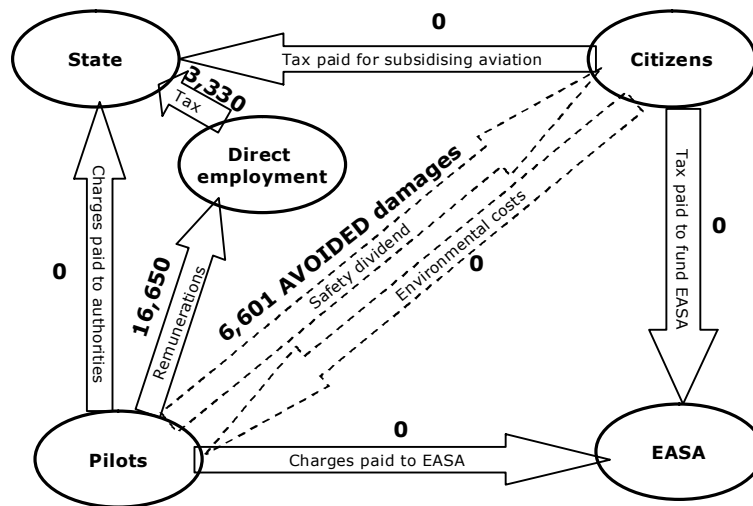 0
State
Tax paid for subsidising aviation
Citizens
3,330
Tax
Direct
employment
Charges paid to authorities
0
16,650
Remunerations
6,601 AVOIDED damages
Safety dividend
Environmental costs
0
Tax paid to fund EASA
0
Pilots
0
Charges paid to EASA
EASA